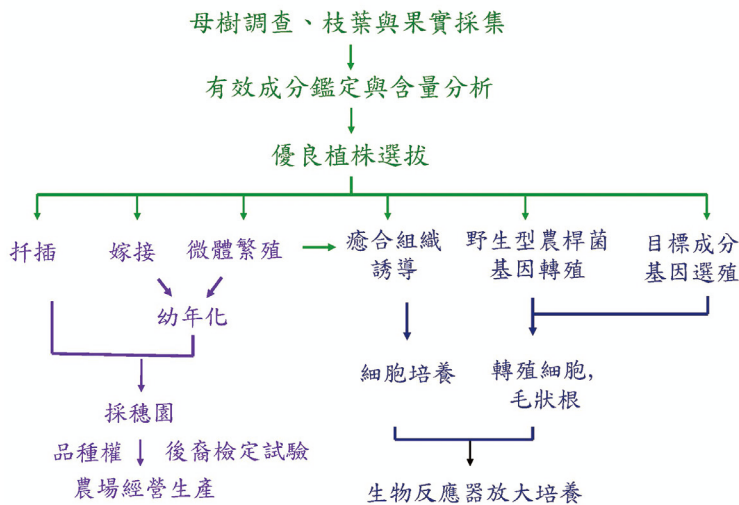 母樹調查、枝葉與果實採集
有效成分鑑定與含量分析
優良植株選拔
扦插
嫁接
微體繁殖
癒合組織
誘導
野生型農桿菌
基因轉殖
目標成分
基因選殖
幼年化
細胞培養
轉殖細胞,
毛狀根
採穗園
品種權
後裔檢定試驗
農場經營生產
生物反應器放大培養